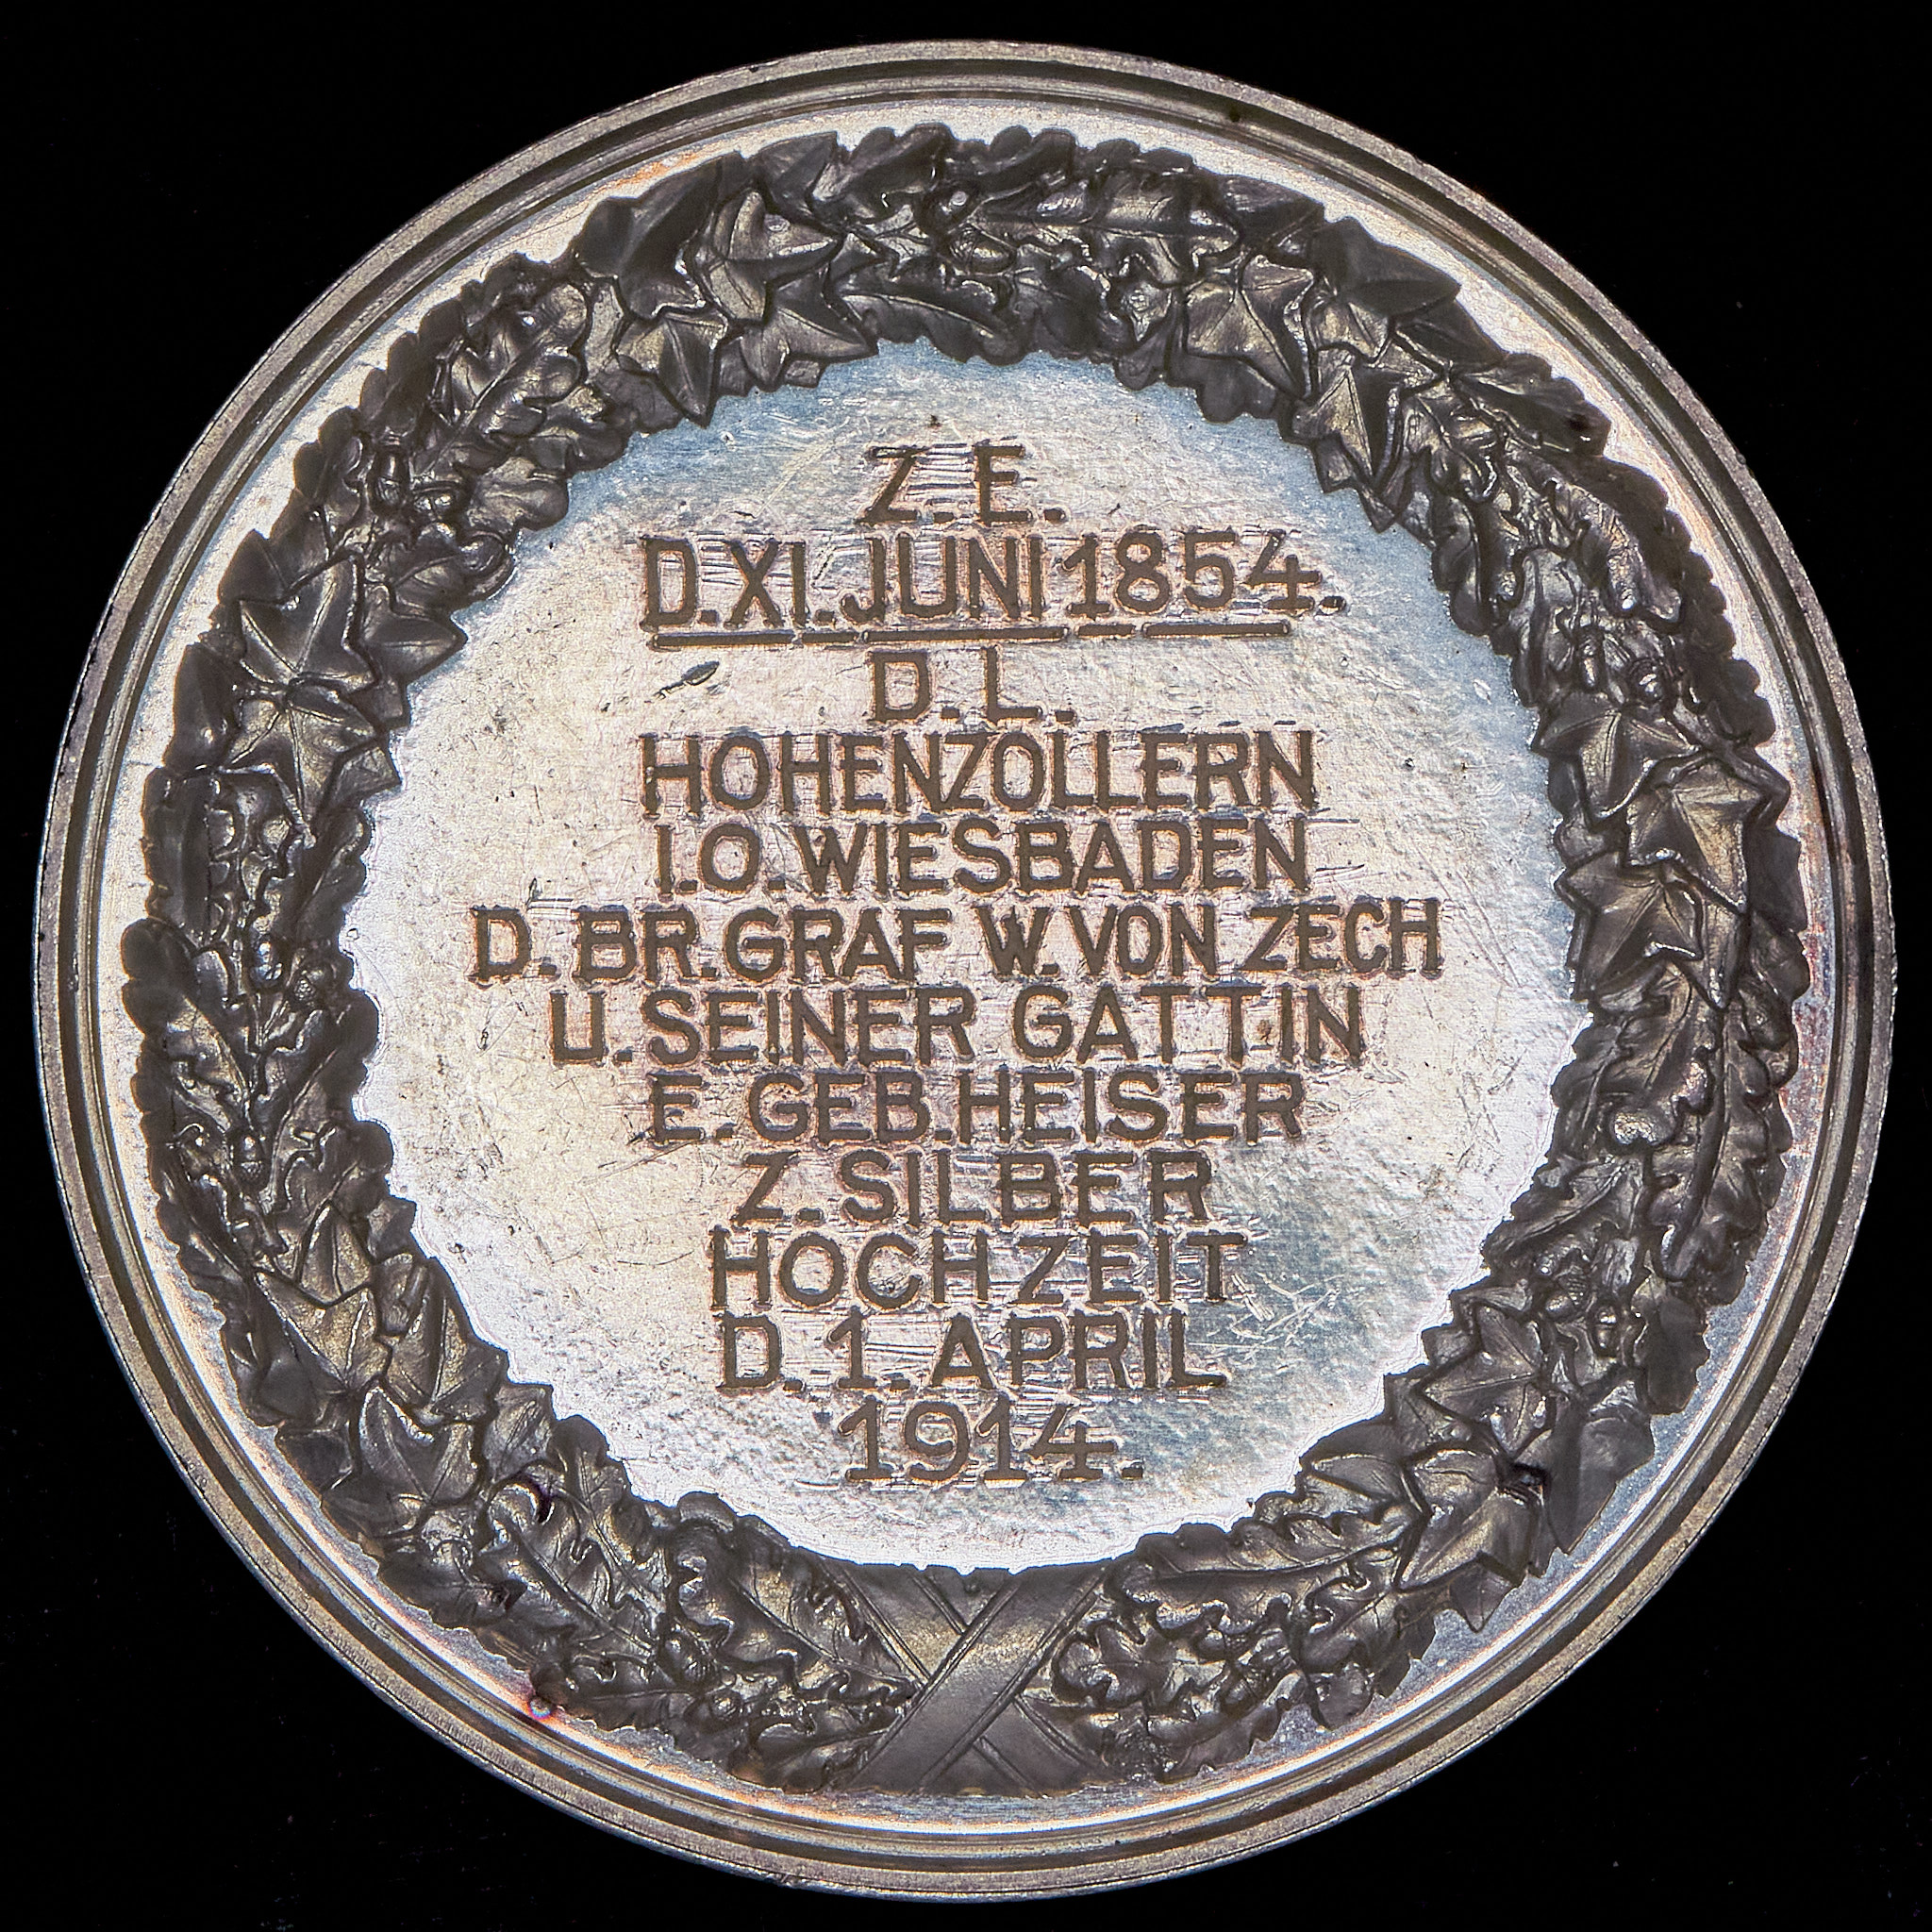 Z. E.
D. XI. JUNI 1854.
D. L.
HOHENZOLLERN
I. O. WIESBADEN
D. BR. GRAF W. VON ZECH
U. SEINER GATTIN
E. GEB. HEISER
Z. SILBER
HOCHZEIT
D. 1. APRIL
1914.